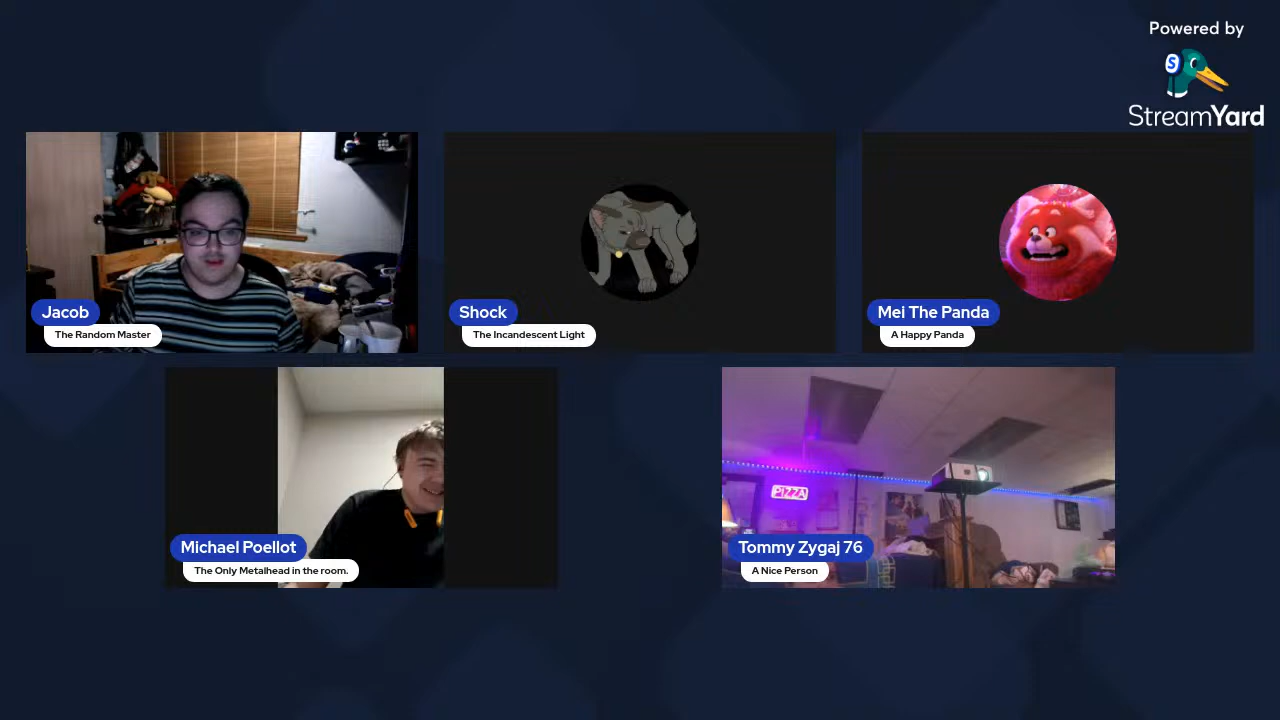 Powered by
S
StreamYard
Jacob
The Random Master
Shock
The Incandescent Light
Mei The Panda
A Happy Panda
PIZZA
Michael Poellot
The Only Metalhead in the room.
Tommy Zygaj 76
A Nice Person